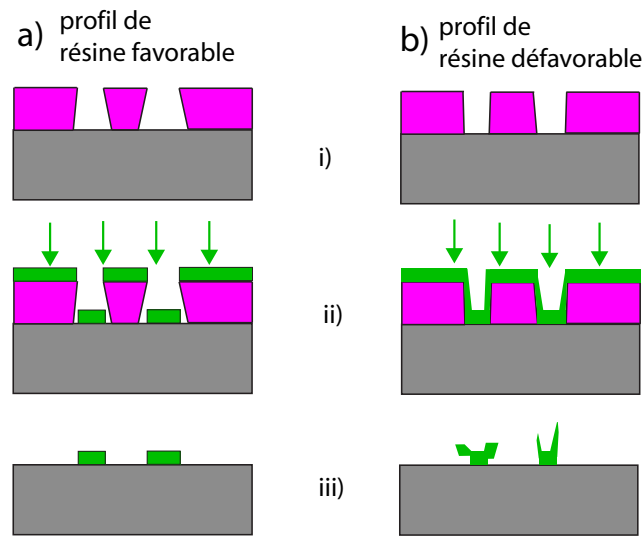 a) profil de
résine favorable
b) profil de
résine défavorable
i)
ii)
iii)